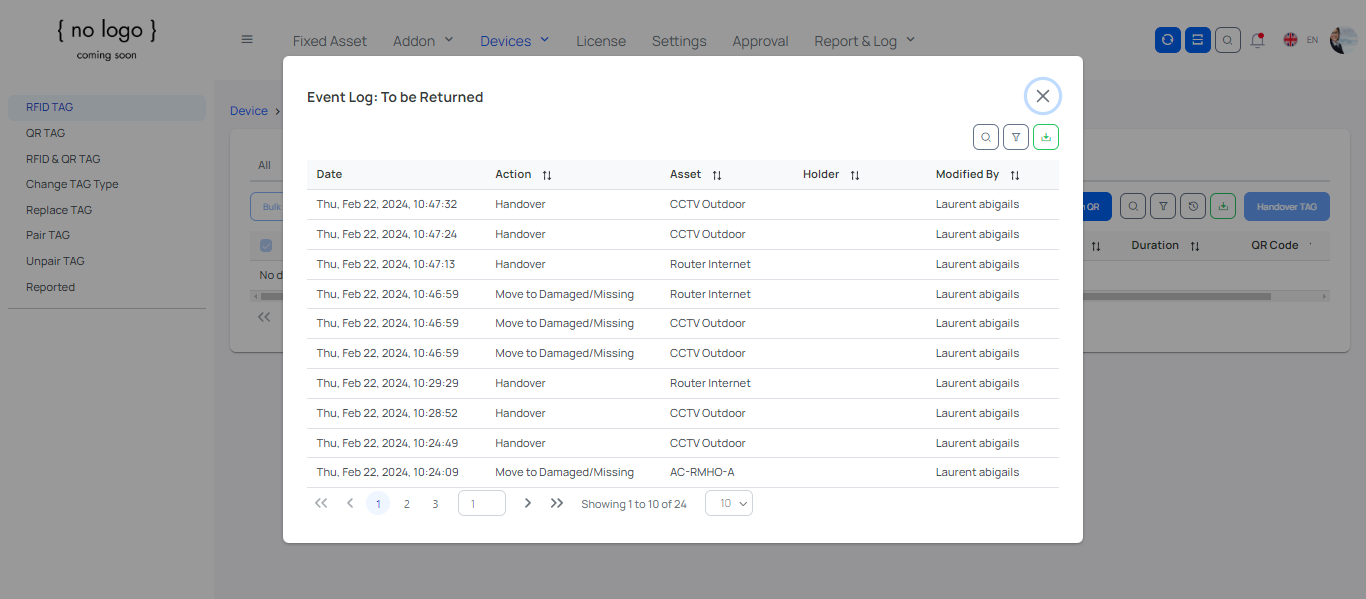 { no logo }
coming soon
Fixed Asset Addon Devices License Settings Approval Report & Log EN
RFID TAG
QR TAG
RFID & QR TAG
Change TAG Type
Replace TAG
Pair TAG
Unpair TAG
Reported
Device >
All
Bulk
QR Handover TAG
Duration QR Code
No d
Event Log: To be Returned
Date Action Asset Holder Modified By
Thu, Feb 22, 2024, 10:47:32 Handover CCTV Outdoor Laurent abigails
Thu, Feb 22, 2024, 10:47:24 Handover CCTV Outdoor Laurent abigails
Thu, Feb 22, 2024, 10:47:13 Handover Router Internet Laurent abigails
Thu, Feb 22, 2024, 10:46:59 Move to Damaged/Missing Router Internet Laurent abigails
Thu, Feb 22, 2024, 10:46:59 Move to Damaged/Missing CCTV Outdoor Laurent abigails
Thu, Feb 22, 2024, 10:46:59 Move to Damaged/Missing CCTV Outdoor Laurent abigails
Thu, Feb 22, 2024, 10:29:29 Handover Router Internet Laurent abigails
Thu, Feb 22, 2024, 10:28:52 Handover CCTV Outdoor Laurent abigails
Thu, Feb 22, 2024, 10:24:49 Handover CCTV Outdoor Laurent abigails
Thu, Feb 22, 2024, 10:24:09 Move to Damaged/Missing AC-RMHO-A Laurent abigails
1 2 3 1 Showing 1 to 10 of 24 10